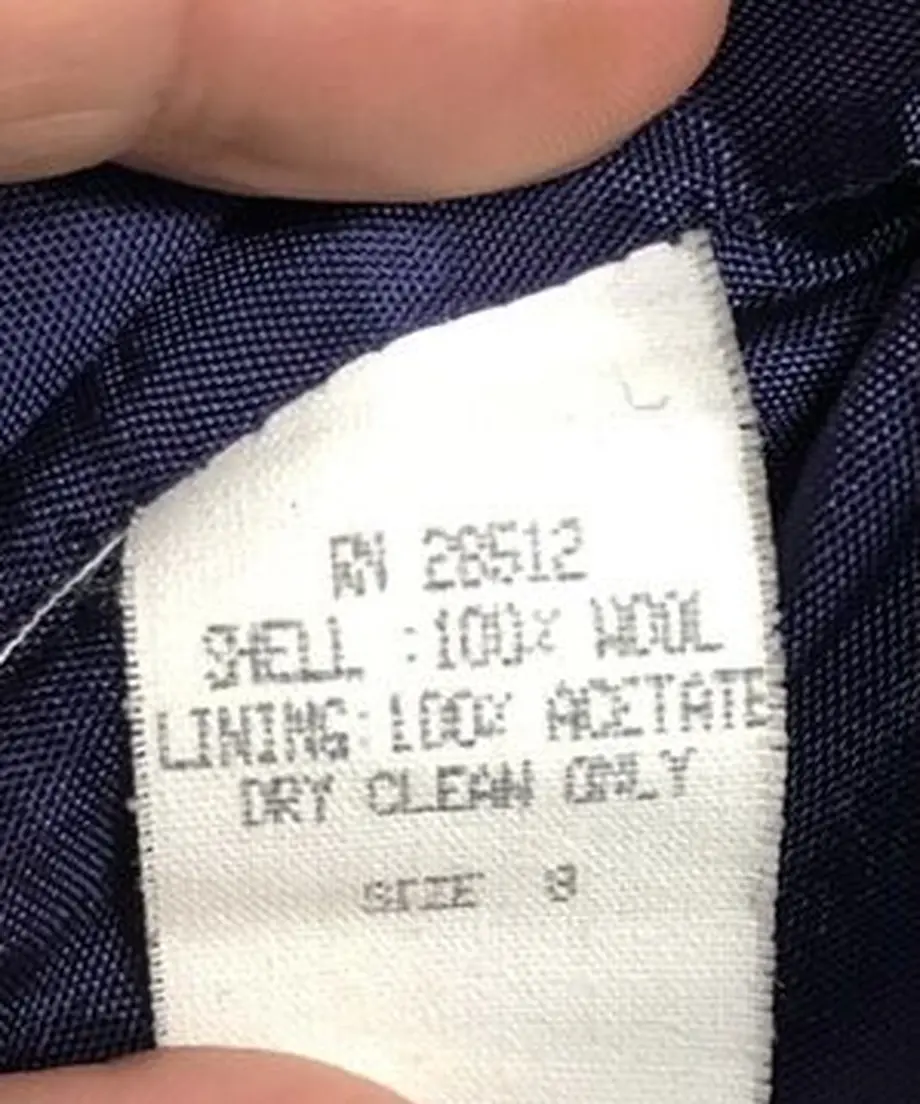 RN 28512
SHELL :100% WOOL
LINING:100% ACETATE
DRY CLEAN ONLY
SIZE 8